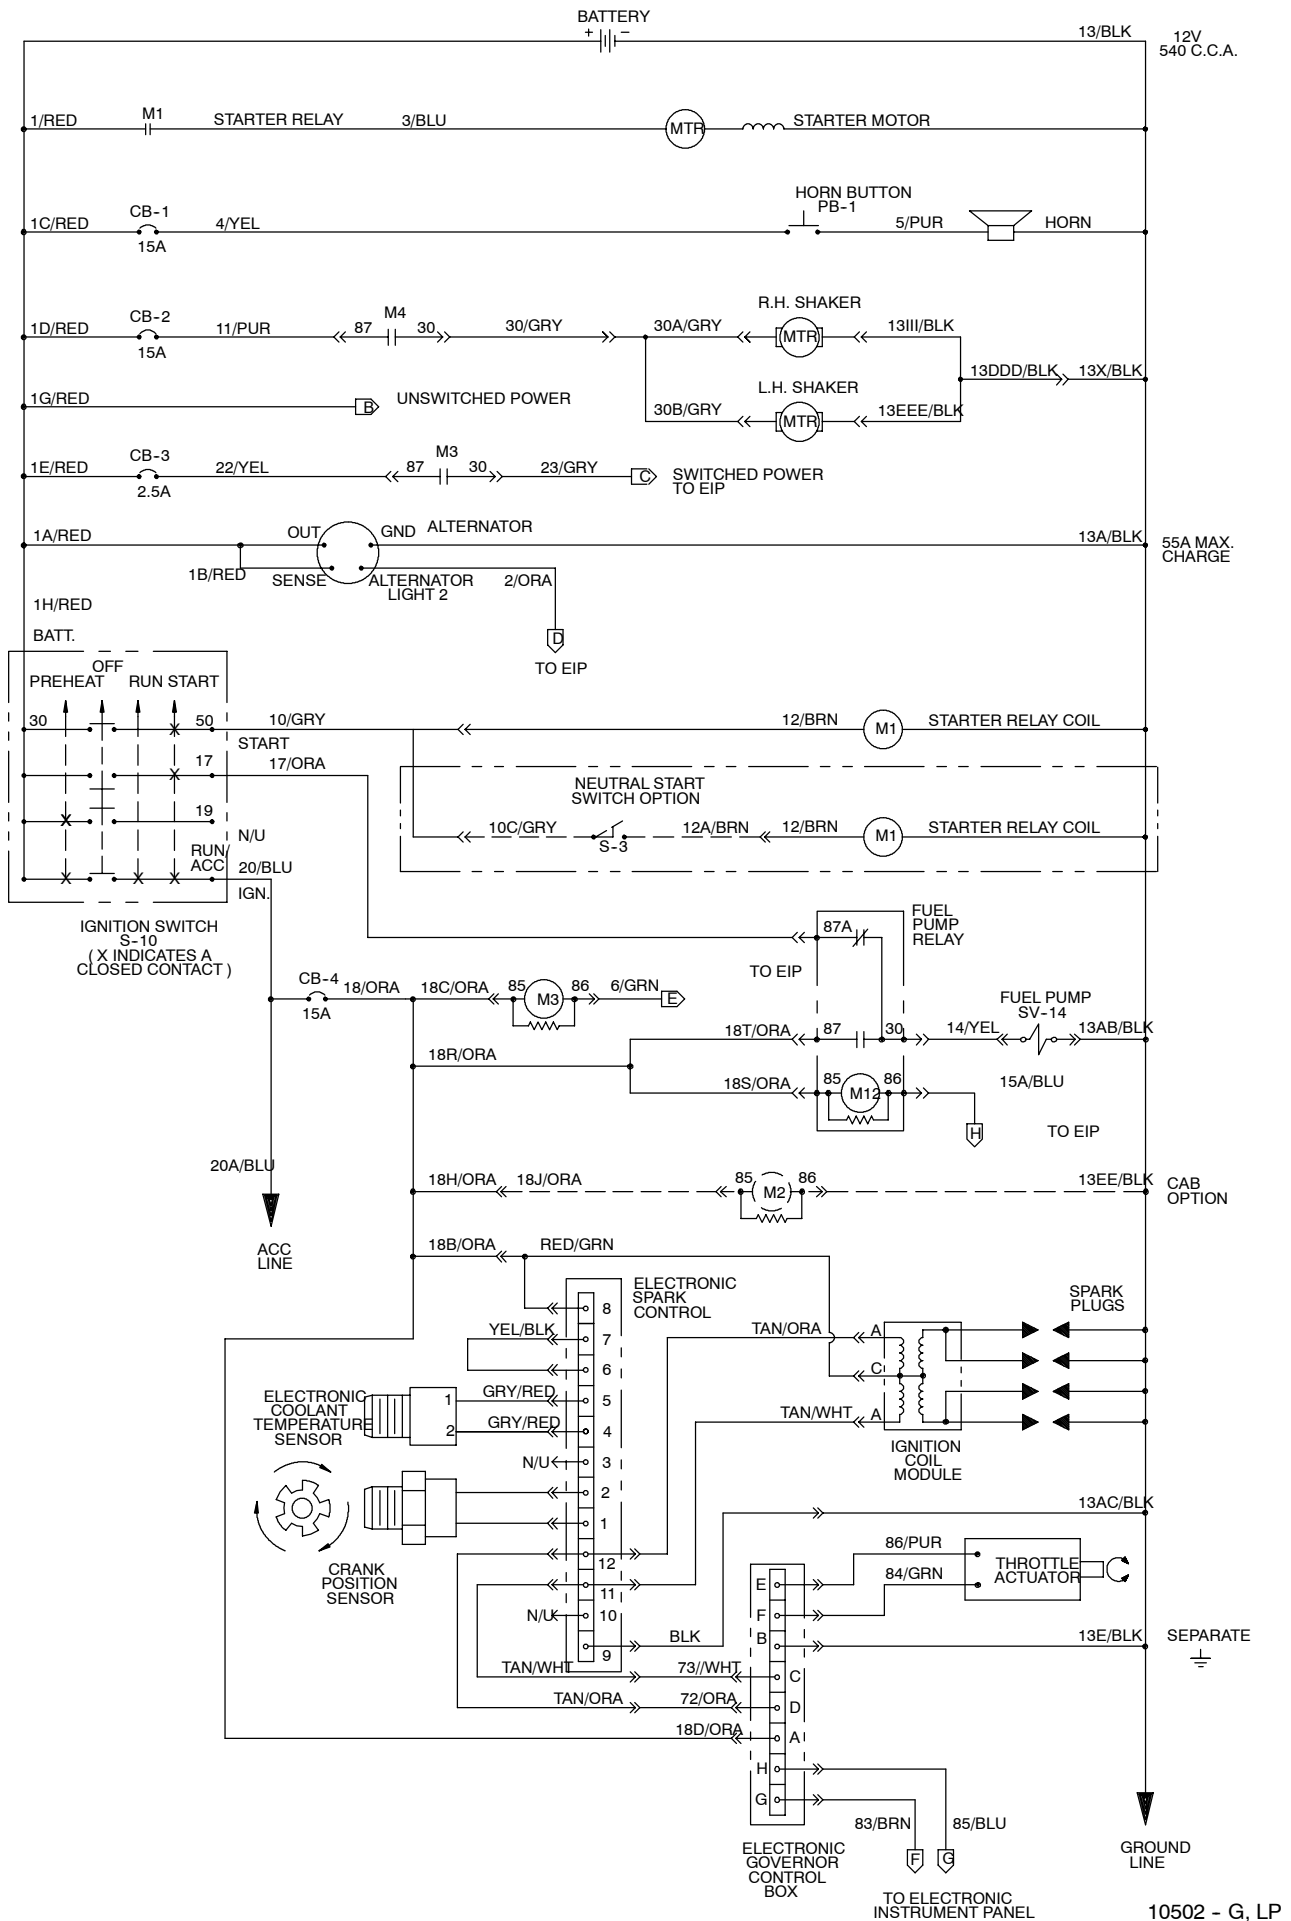 BATTERY
+ -
13/BLK
12V
540 C.C.A.
1/RED
M1
STARTER RELAY
3/BLU
MTR
STARTER MOTOR
HORN BUTTON
PB-1
1C/RED
CB-1
15A
4/YEL
5/PUR
HORN
R.H. SHAKER
1D/RED
CB-2
15A
11/PUR
87
M4
30
30/GRY
30A/GRY
MTR
13III/BLK
13DDD/BLK
13X/BLK
L.H. SHAKER
1G/RED
B
UNSWITCHED POWER
30B/GRY
MTR
13EEE/BLK
1E/RED
CB-3
2.5A
22/YEL
87
M3
30
23/GRY
C
SWITCHED POWER
TO EIP
1A/RED
OUT
GND
ALTERNATOR
13A/BLK
55A MAX.
CHARGE
1B/RED
SENSE
ALTERNATOR
LIGHT 2
2/ORA
D
TO EIP
1H/RED
BATT.
OFF
PREHEAT
RUN
START
30
50
10/GRY
START
12/BRN
M1
STARTER RELAY COIL
17
17/ORA
NEUTRAL START
SWITCH OPTION
19
N/U
10C/GRY
S-3
12A/BRN
12/BRN
M1
STARTER RELAY COIL
RUN/
ACC
20/BLU
IGN.
X X X X X X
IGNITION SWITCH
S-10
( X INDICATES A
CLOSED CONTACT )
87A
FUEL
PUMP
RELAY
TO EIP
CB-4
15A
18/ORA
18C/ORA
85
M3
86
6/GRN
E
FUEL PUMP
SV-14
18T/ORA
87
30
14/YEL
13AB/BLK
18R/ORA
18S/ORA
85
M12
86
15A/BLU
H
TO EIP
20A/BLU
ACC
LINE
18H/ORA
18J/ORA
85
M2
86
13EE/BLK
CAB
OPTION
18B/ORA
RED/GRN
ELECTRONIC
SPARK
CONTROL
SPARK
PLUGS
8
YEL/BLK
7
TAN/ORA
A
6
C
ELECTRONIC
COOLANT
TEMPERATURE
SENSOR
1
GRY/RED
5
TAN/WHT
A
2
GRY/RED
4
IGNITION
COIL
MODULE
N/U
3
2
13AC/BLK
1
CRANK
POSITION
SENSOR
12
86/PUR
THROTTLE
ACTUATOR
E
84/GRN
11
N/U
10
F
BLK
B
13E/BLK
SEPARATE
9
TAN/WHT
73//WHT
C
TAN/ORA
72/ORA
D
18D/ORA
A
H
G
83/BRN
85/BLU
ELECTRONIC
GOVERNOR
CONTROL
BOX
F
G
GROUND
LINE
TO ELECTRONIC
INSTRUMENT PANEL
10502 - G, LP